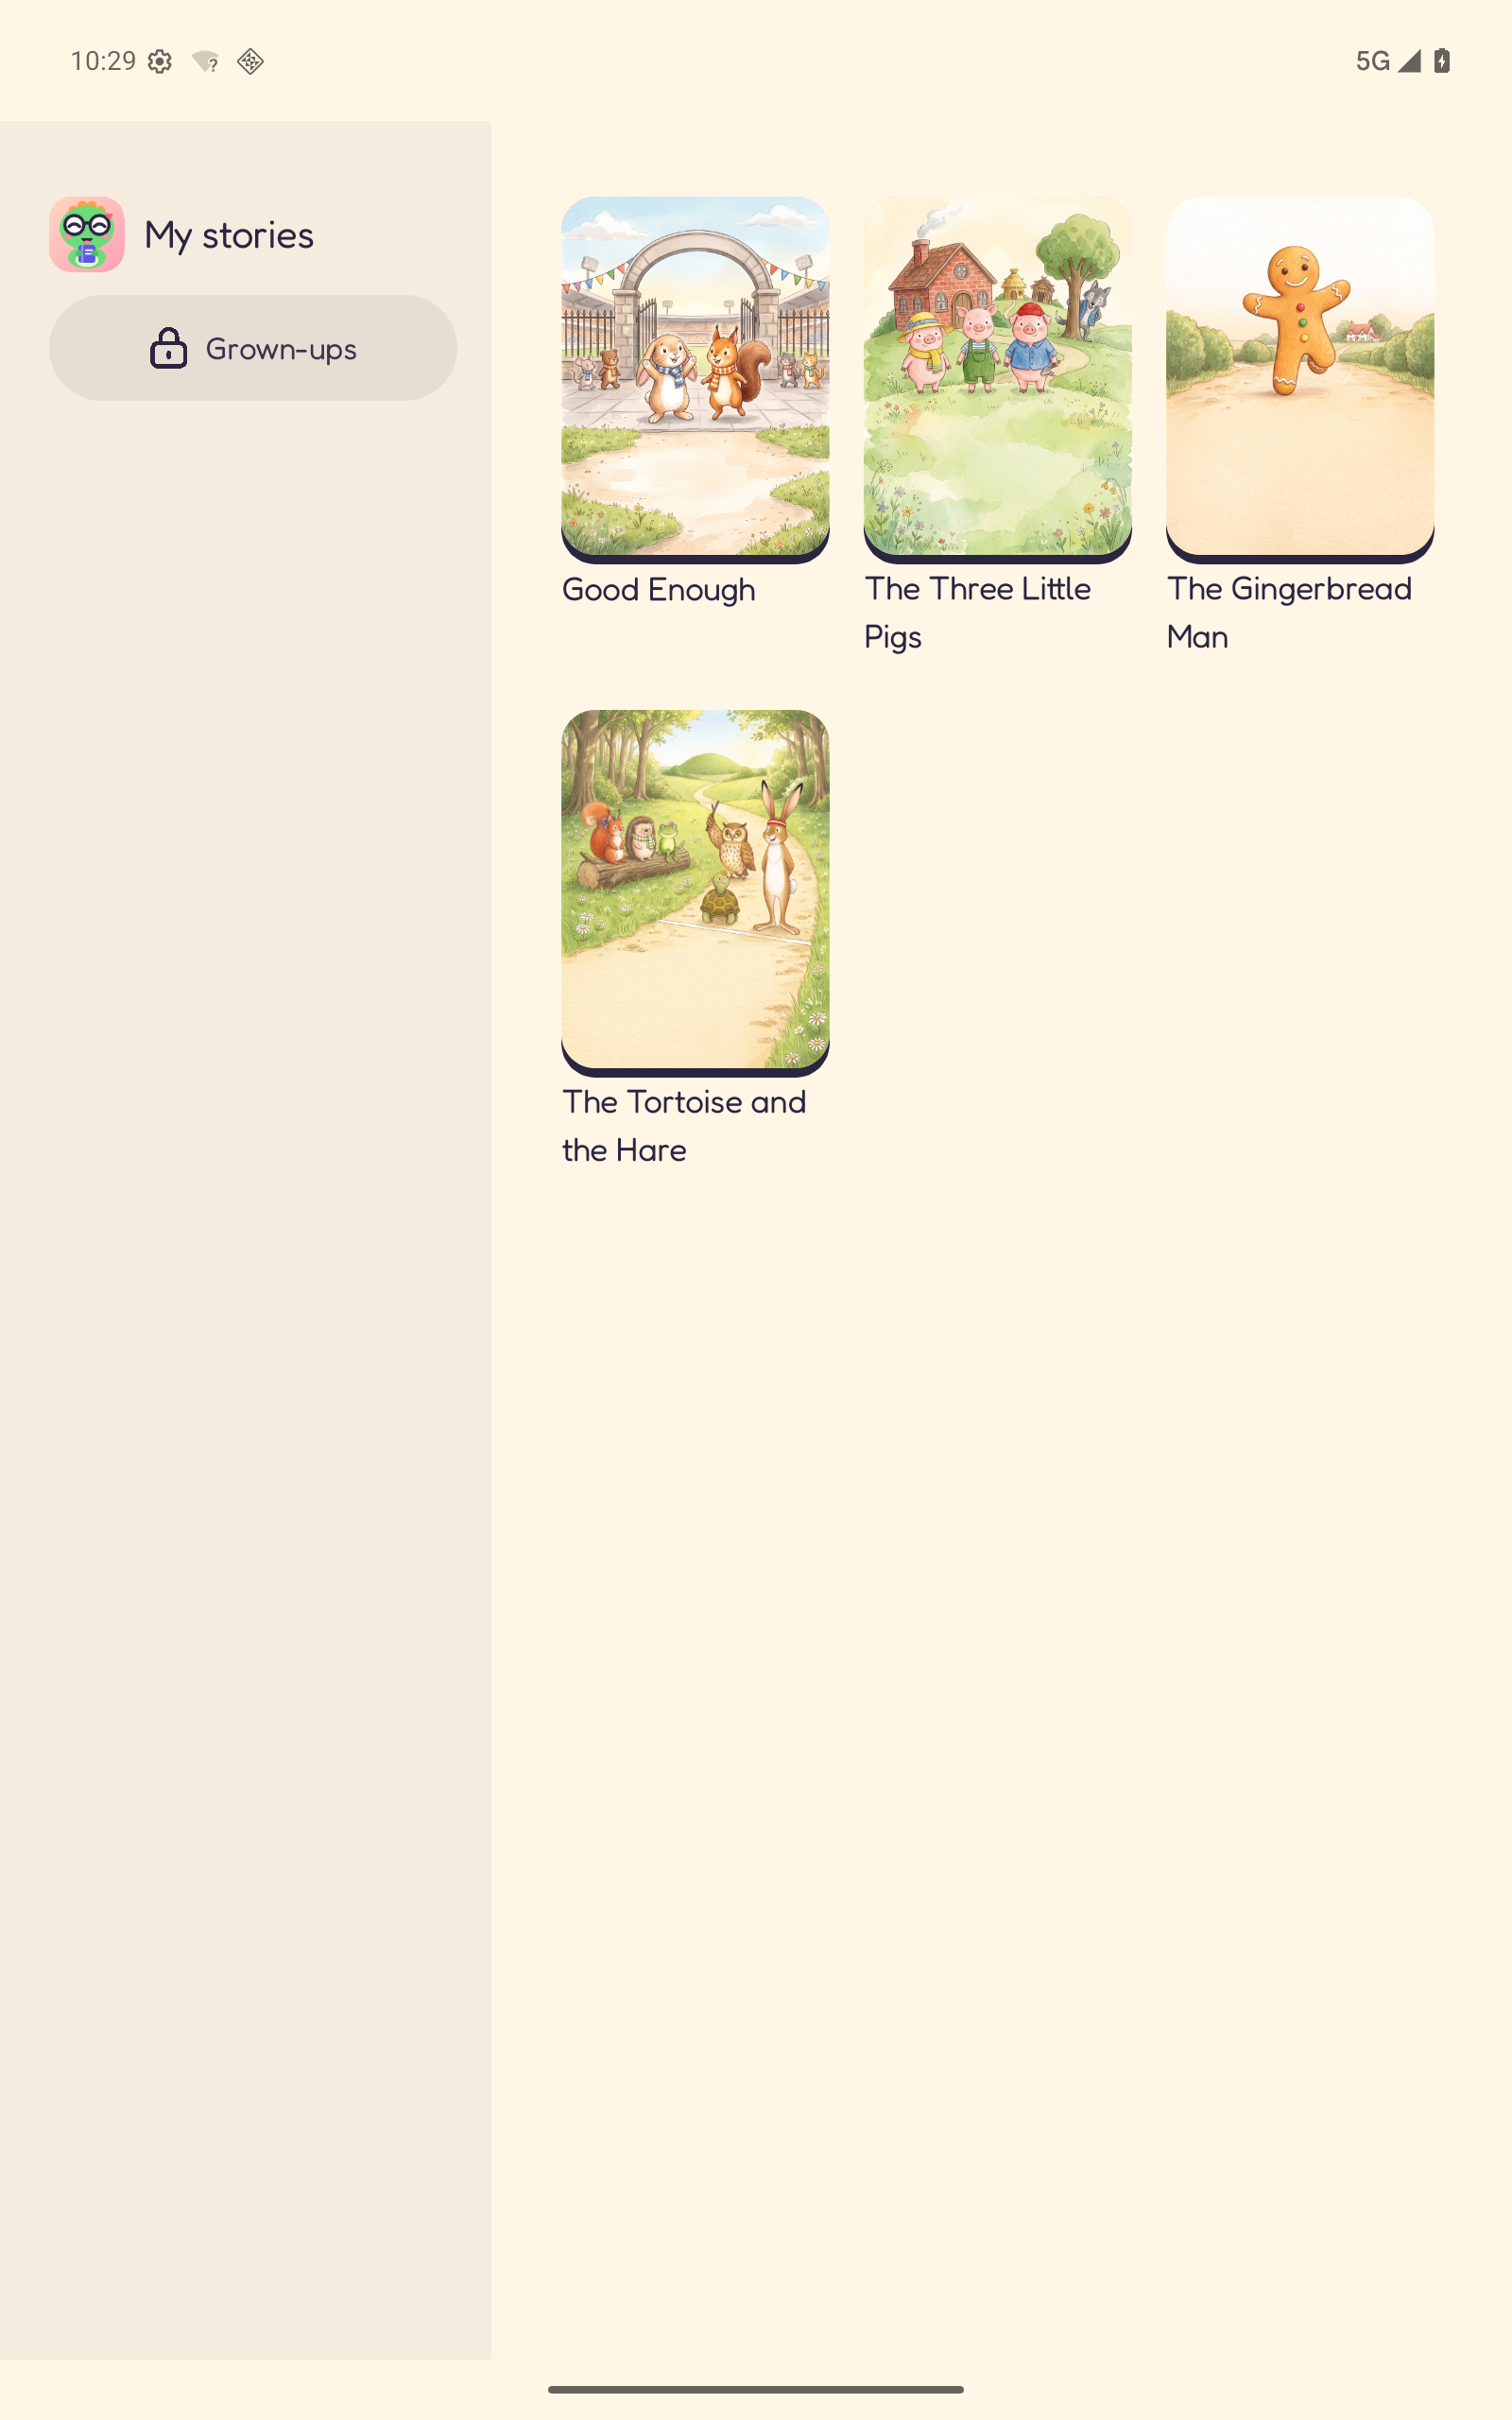 10:29
5G
My stories
Grown-ups
Good Enough
The Three Little
Pigs
The Gingerbread
Man
The Tortoise and
the Hare